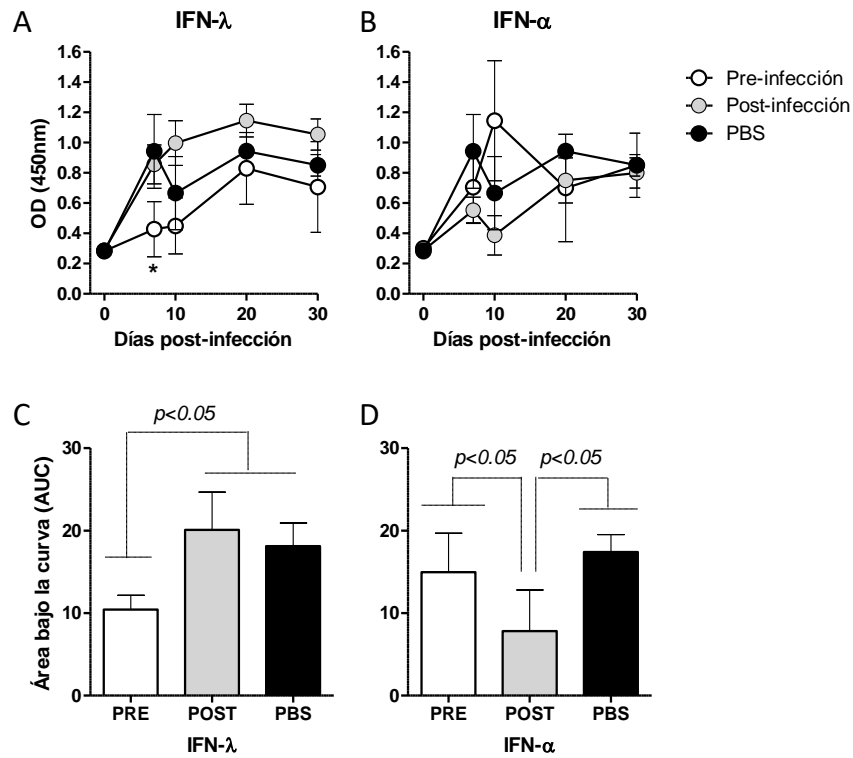 A
IFN-λ
OD (450nm)
1.6
1.4
1.2
1.0
0.8
0.6
0.4
0.2
0.0
*
0 10 20 30
Días post-infección
B
IFN-α
1.6
1.4
1.2
1.0
0.8
0.6
0.4
0.2
0.0
0 10 20 30
Días post-infección
Pre-infección
Post-infección
PBS
C
p<0.05
Área bajo la curva (AUC)
30
20
10
0
PRE POST PBS
IFN-λ
D
p<0.05 p<0.05
30
20
10
0
PRE POST PBS
IFN-α